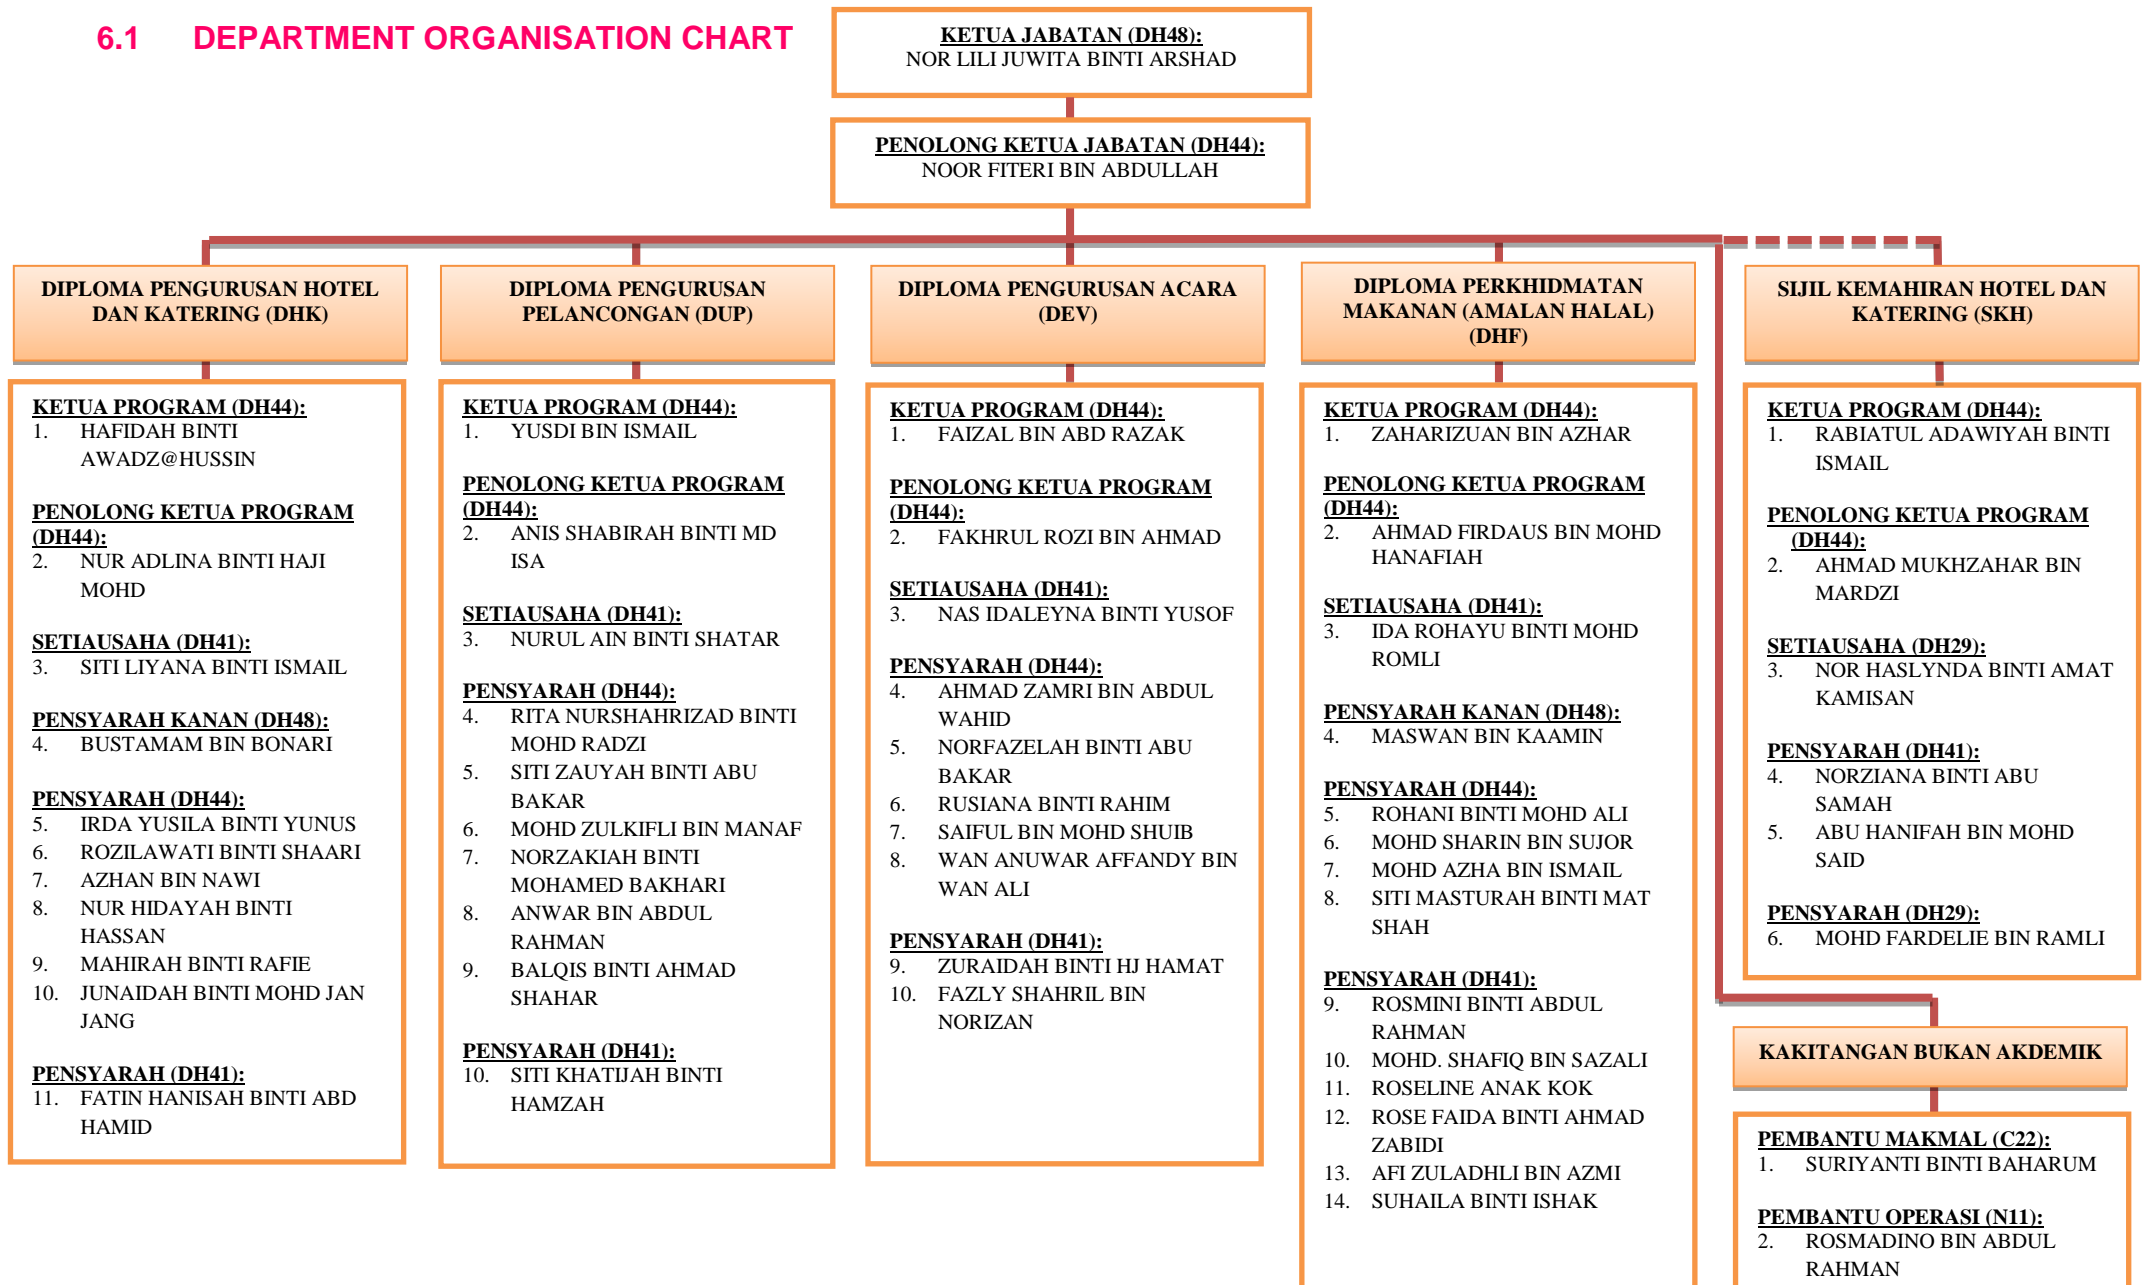 6.1 DEPARTMENT ORGANISATION CHART
KETUA JABATAN (DH48):
NOR LILI JUWITA BINTI ARSHAD
PENOLONG KETUA JABATAN (DH44):
NOOR FITERI BIN ABDULLAH
DIPLOMA PENGURUSAN HOTEL
DAN KATERING (DHK)
KETUA PROGRAM (DH44):
1. HAFIDAH BINTI
AWADZ@HUSSIN
PENOLONG KETUA PROGRAM
(DH44):
2. NUR ADLINA BINTI HAJI
MOHD
SETIAUSAHA (DH41):
3. SITI LIYANA BINTI ISMAIL
PENSYARAH KANAN (DH48):
4. BUSTAMAM BIN BONARI
PENSYARAH (DH44):
5. IRDA YUSILA BINTI YUNUS
6. ROZILAWATI BINTI SHAARI
7. AZHAN BIN NAWI
8. NUR HIDAYAH BINTI
HASSAN
9. MAHIRAH BINTI RAFIE
10. JUNAIDAH BINTI MOHD JAN
JANG
PENSYARAH (DH41):
11. FATIN HANISAH BINTI ABD
HAMID
DIPLOMA PENGURUSAN
PELANCONGAN (DUP)
KETUA PROGRAM (DH44):
1. YUSDI BIN ISMAIL
PENOLONG KETUA PROGRAM
(DH44):
2. ANIS SHABIRAH BINTI MD
ISA
SETIAUSAHA (DH41):
3. NURUL AIN BINTI SHATAR
PENSYARAH (DH44):
4. RITA NURSHAHRIZAD BINTI
MOHD RADZI
5. SITI ZAUYAH BINTI ABU
BAKAR
6. MOHD ZULKIFLI BIN MANAF
7. NORZAKIAH BINTI
MOHAMED BAKHARI
8. ANWAR BIN ABDUL
RAHMAN
9. BALQIS BINTI AHMAD
SHAHAR
PENSYARAH (DH41):
10. SITI KHATIJAH BINTI
HAMZAH
DIPLOMA PENGURUSAN ACARA
(DEV)
KETUA PROGRAM (DH44):
1. FAIZAL BIN ABD RAZAK
PENOLONG KETUA PROGRAM
(DH44):
2. FAKHRUL ROZI BIN AHMAD
SETIAUSAHA (DH41):
3. NAS IDALEYNA BINTI YUSOF
PENSYARAH (DH44):
4. AHMAD ZAMRI BIN ABDUL
WAHID
5. NORFAZELAH BINTI ABU
BAKAR
6. RUSIANA BINTI RAHIM
7. SAIFUL BIN MOHD SHUIB
8. WAN ANUWAR AFFANDY BIN
WAN ALI
PENSYARAH (DH41):
9. ZURAIDAH BINTI HJ HAMAT
10. FAZLY SHAHRIL BIN
NORIZAN
DIPLOMA PERKHIDMATAN
MAKANAN (AMALAN HALAL)
(DHF)
KETUA PROGRAM (DH44):
1. ZAHARIZUAN BIN AZHAR
PENOLONG KETUA PROGRAM
(DH44):
2. AHMAD FIRDAUS BIN MOHD
HANAFIAH
SETIAUSAHA (DH41):
3. IDA ROHAYU BINTI MOHD
ROMLI
PENSYARAH KANAN (DH48):
4. MASWAN BIN KAAMIN
PENSYARAH (DH44):
5. ROHANI BINTI MOHD ALI
6. MOHD SHARIN BIN SUJOR
7. MOHD AZHA BIN ISMAIL
8. SITI MASTURAH BINTI MAT
SHAH
PENSYARAH (DH41):
9. ROSMINI BINTI ABDUL
RAHMAN
10. MOHD. SHAFIQ BIN SAZALI
11. ROSELINE ANAK KOK
12. ROSE FAIDA BINTI AHMAD
ZABIDI
13. AFI ZULADHLI BIN AZMI
14. SUHAILA BINTI ISHAK
SIJIL KEMAHIRAN HOTEL DAN
KATERING (SKH)
KETUA PROGRAM (DH44):
1. RABIATUL ADAWIYAH BINTI
ISMAIL
PENOLONG KETUA PROGRAM
(DH44):
2. AHMAD MUKHZAHAR BIN
MARDZI
SETIAUSAHA (DH29):
3. NOR HASLYNDA BINTI AMAT
KAMISAN
PENSYARAH (DH41):
4. NORZIANA BINTI ABU
SAMAH
5. ABU HANIFAH BIN MOHD
SAID
PENSYARAH (DH29):
6. MOHD FARDELIE BIN RAMLI
KAKITANGAN BUKAN AKDEMIK
PEMBANTU MAKMAL (C22):
1. SURIYANTI BINTI BAHARUM
PEMBANTU OPERASI (N11):
2. ROSMADINO BIN ABDUL
RAHMAN